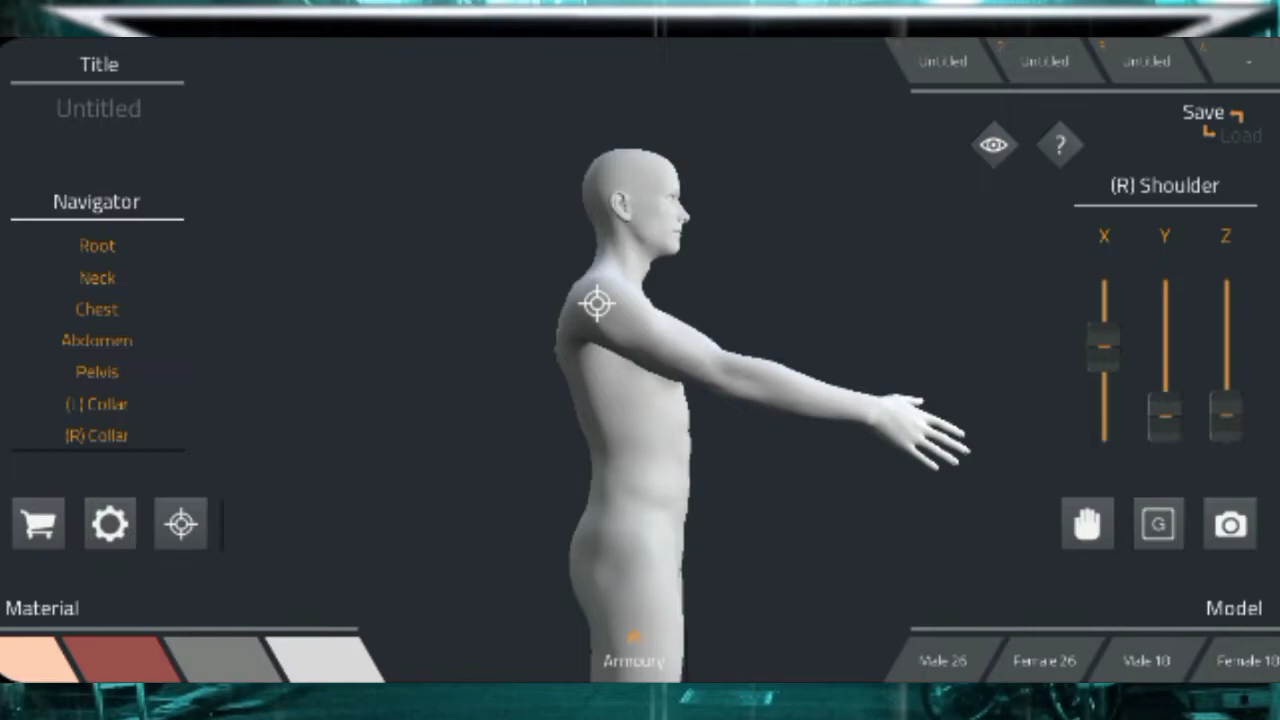 Title
Untitled
Navigator
Root
Neck
Chest
Abdomen
Pelvis
(L) Collar
(R) Collar
Material
Armoury
Untitled
Untitled
Untitled
-
Save
Load
?
(R) Shoulder
X Y Z
G
Model
Male 26
Female 26
Male 18
Female 18